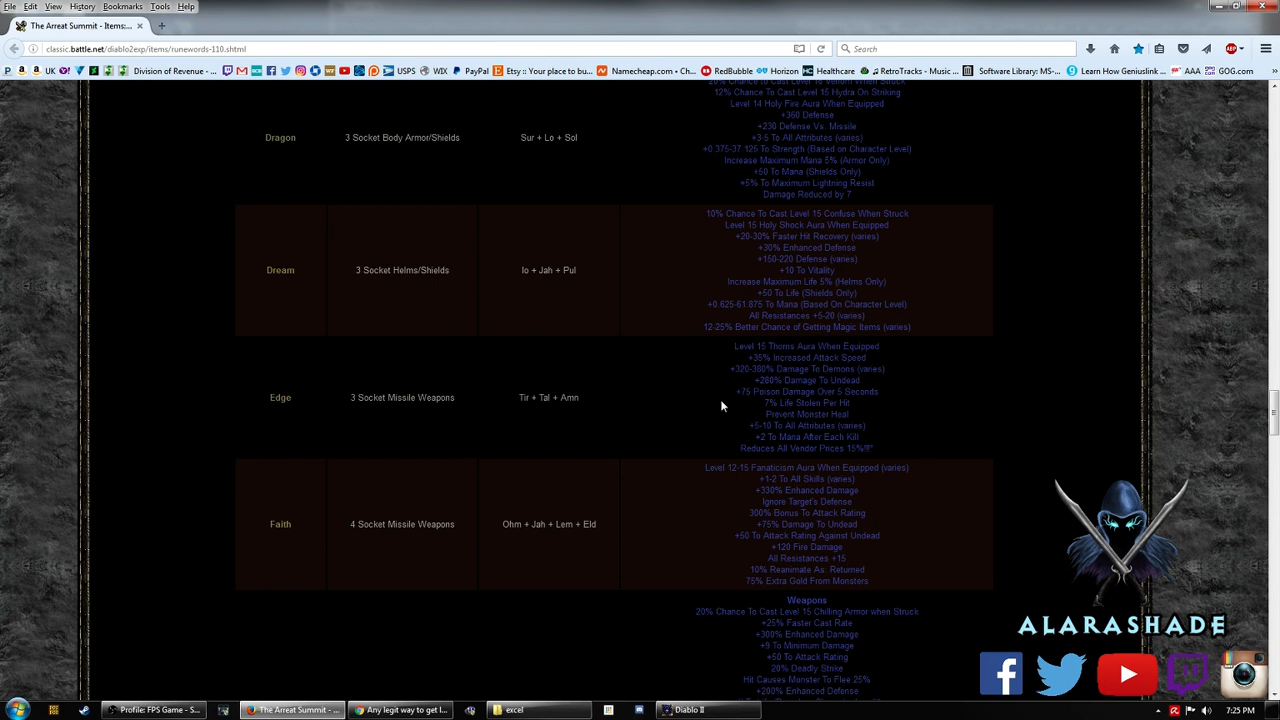 File Edit View History Bookmarks Tools Help
The Arreat Summit - Items:...
classic.battle.net/diablo2exp/items/runewords-110.shtml
Search
UK
Division of Revenue -...
USPS
WIX
PayPal
Etsy :: Your place to bu...
Namecheap.com • Ch...
RedBubble
Horizon
Healthcare
RetroTracks - Music ...
Software Library: MS-...
Learn How Geniuslink...
AAA
GOG.com
12% Chance To Cast Level 15 Hydra On Striking
Level 14 Holy Fire Aura When Equipped
+360 Defense
+230 Defense Vs. Missile
Dragon 3 Socket Body Armor/Shields Sur + Lo + Sol
+3-5 To All Attributes (varies)
+0.375-37.125 To Strength (Based on Character Level)
Increase Maximum Mana 5% (Armor Only)
+50 To Mana (Shields Only)
+5% To Maximum Lightning Resist
Damage Reduced by 7
10% Chance To Cast Level 15 Confuse When Struck
Level 15 Holy Shock Aura When Equipped
+20-30% Faster Hit Recovery (varies)
+30% Enhanced Defense
+150-220 Defense (varies)
Dream 3 Socket Helms/Shields Io + Jah + Pul
+10 To Vitality
Increase Maximum Life 5% (Helms Only)
+50 To Life (Shields Only)
+0.625-61.875 To Mana (Based On Character Level)
All Resistances +5-20 (varies)
12-25% Better Chance of Getting Magic Items (varies)
Level 15 Thorns Aura When Equipped
+35% Increased Attack Speed
+320-380% Damage To Demons (varies)
+280% Damage To Undead
+75 Poison Damage Over 5 Seconds
Edge 3 Socket Missile Weapons Tir + Tal + Amn
7% Life Stolen Per Hit
Prevent Monster Heal
+5-10 To All Attributes (varies)
+2 To Mana After Each Kill
Reduces All Vendor Prices 15%!!!*
Level 12-15 Fanaticism Aura When Equipped (varies)
+1-2 To All Skills (varies)
+330% Enhanced Damage
Ignore Target's Defense
300% Bonus To Attack Rating
Faith 4 Socket Missile Weapons Ohm + Jah + Lem + Eld
+75% Damage To Undead
+50 To Attack Rating Against Undead
+120 Fire Damage
All Resistances +15
10% Reanimate As: Returned
75% Extra Gold From Monsters
Weapons
20% Chance To Cast Level 15 Chilling Armor when Struck
+25% Faster Cast Rate
+300% Enhanced Damage
+9 To Minimum Damage
+50 To Attack Rating
20% Deadly Strike
Hit Causes Monster To Flee 25%
+200% Enhanced Defense
ALARASHADE
Profile: FPS-Game - S...
The Arreat Summit -...
Any legit way to get I...
excel
Diablo II
7:25 PM